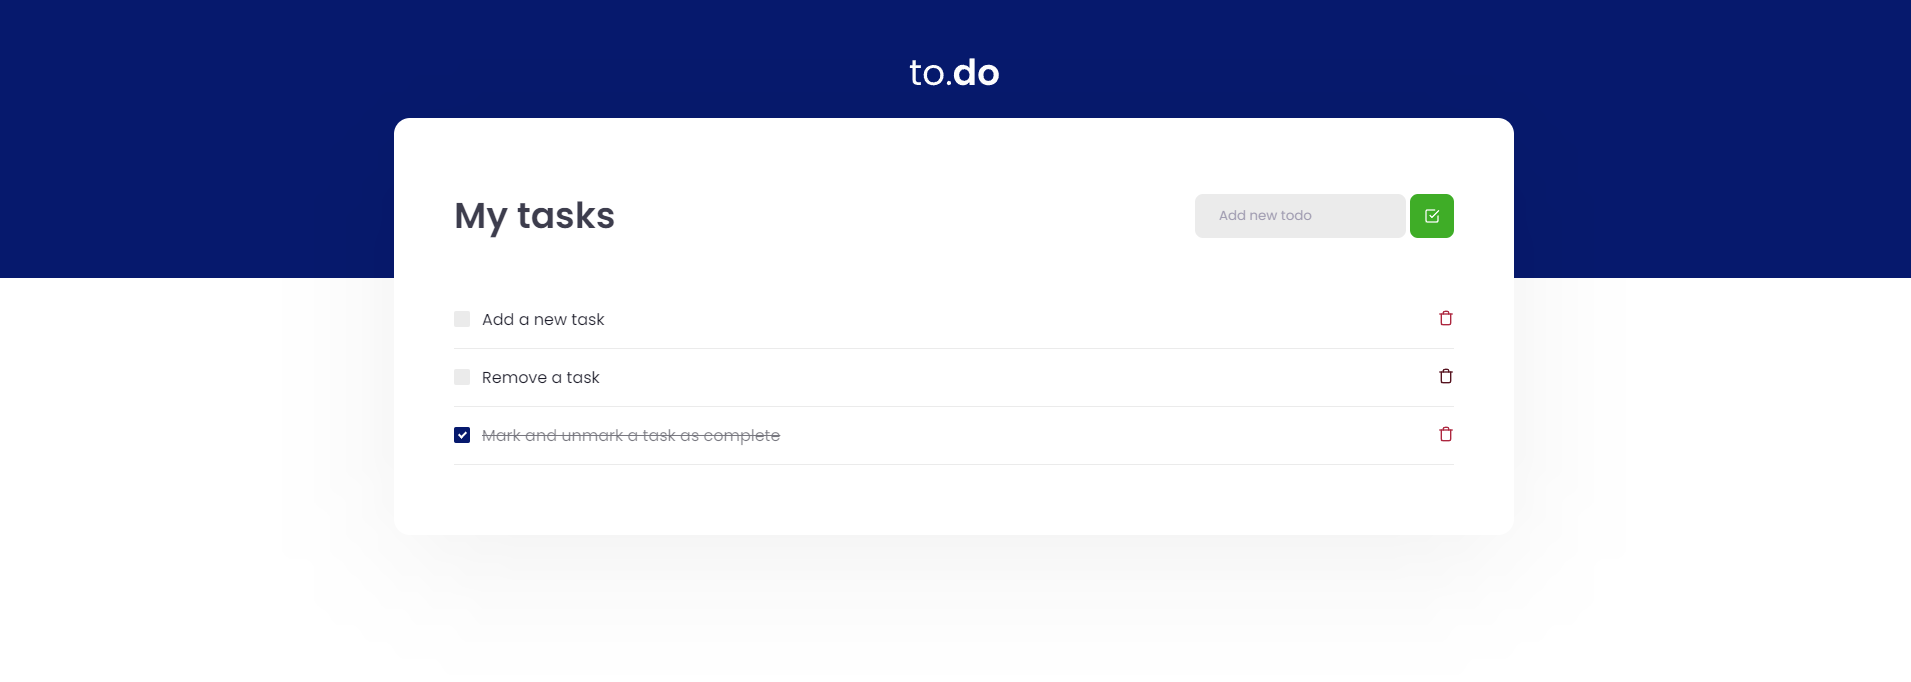 to.do
My tasks
Add new todo
Add a new task
Remove a task
Mark and unmark a task as complete